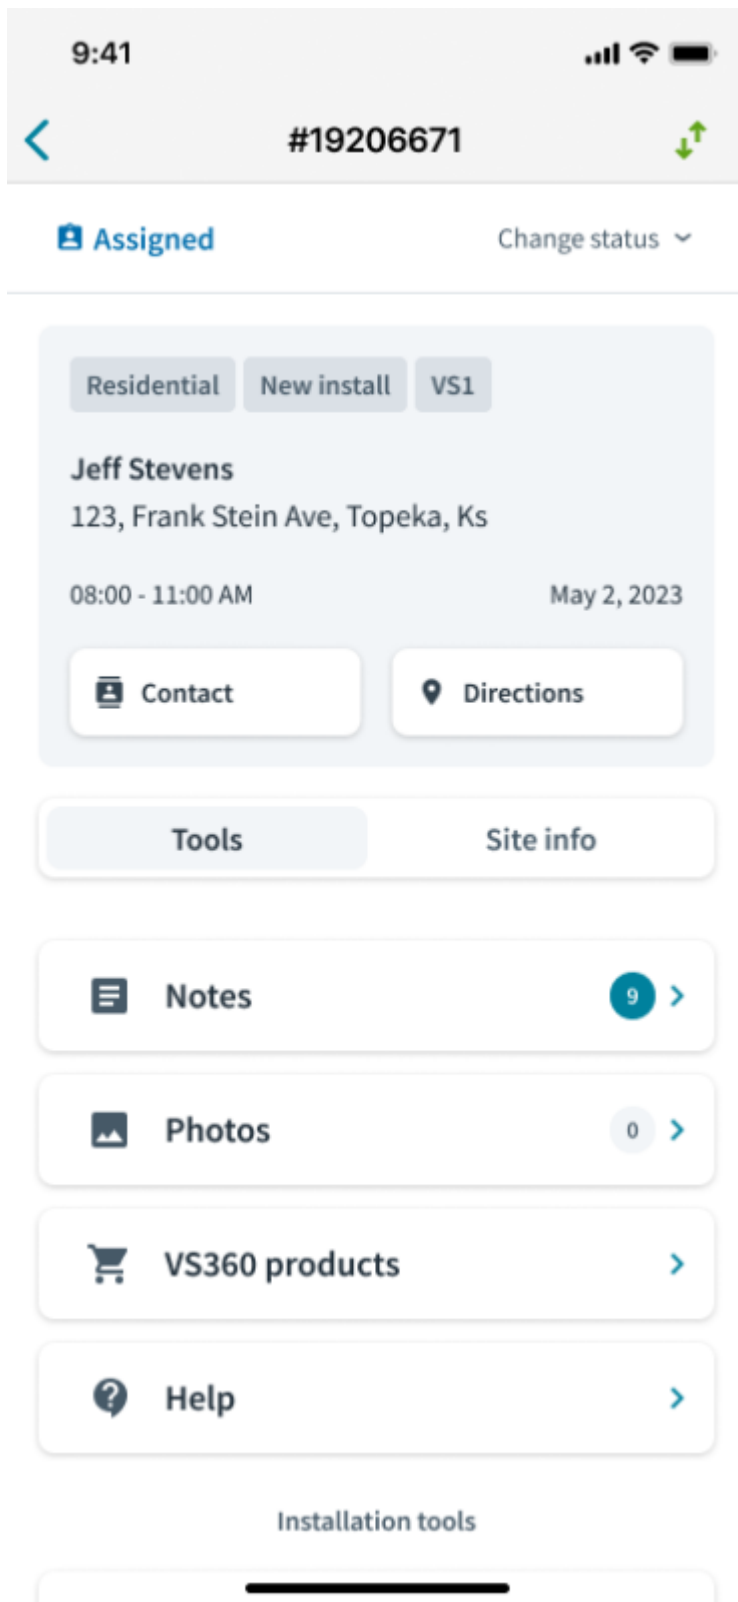 9:41
#19206671
Assigned Change status
Residential New install VS1
Jeff Stevens
123, Frank Stein Ave, Topeka, Ks
08:00 - 11:00 AM May 2, 2023
Contact Directions
Tools Site info
Notes 9
Photos 0
VS360 products
Help
Installation tools